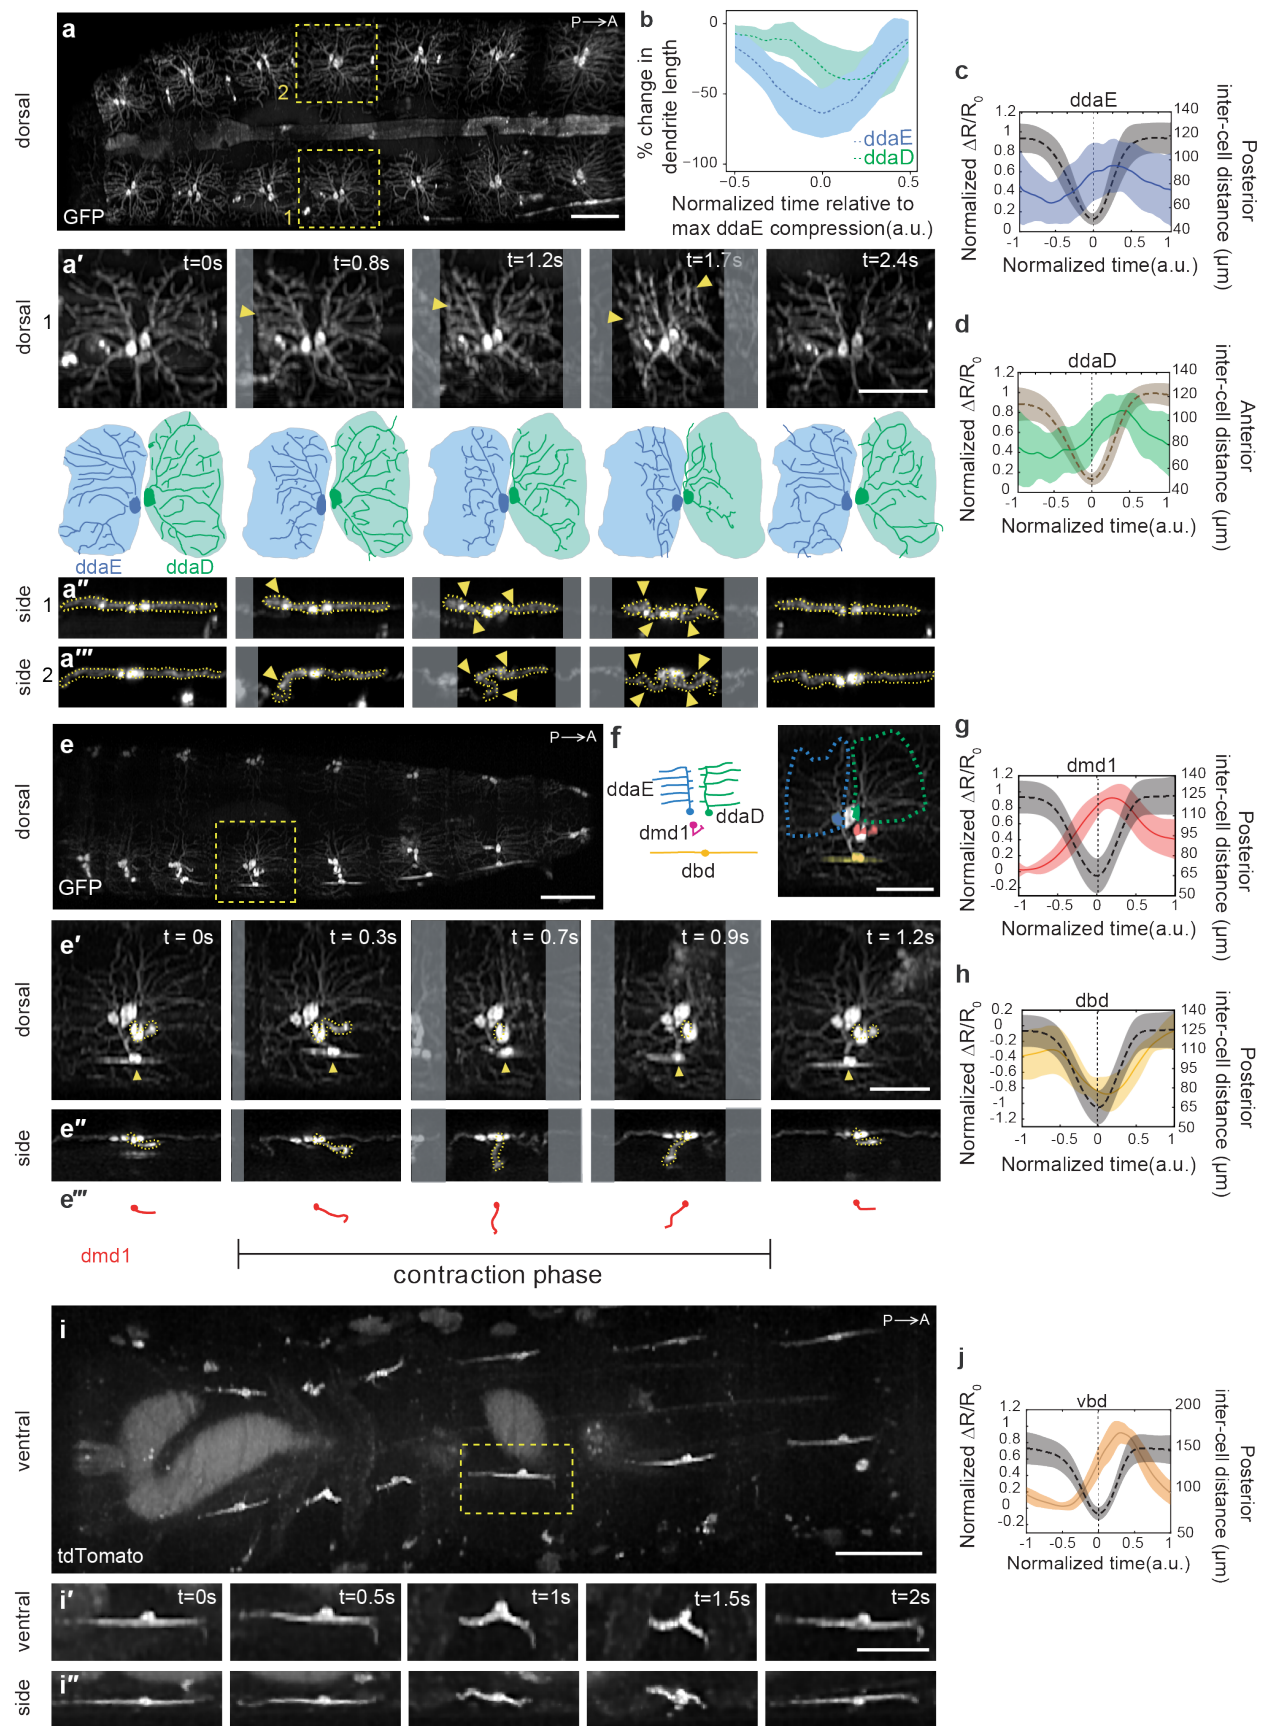 a
P→A
dorsal
2
1
GFP
b
0
−50
−100
% change in
dendrite length
ddaE
ddaD
−0.5
0.0
0.5
Normalized time relative to
max ddaE compression(a.u.)
c
ddaE
Normalized ΔR/R0
1.2
1
0.8
0.6
0.4
0.2
0
140
120
100
80
60
40
Posterior
inter-cell distance (µm)
-1
0
0.5
1
Normalized time(a.u.)
a′
dorsal
1
t=0s
t=0.8s
t=1.2s
t=1.7s
t=2.4s
ddaE
ddaD
d
ddaD
Normalized ΔR/R0
1.2
1
0.8
0.6
0.4
0.2
0
140
120
100
80
60
40
Anterior
inter-cell distance (µm)
-1
0
0.5
1
Normalized time(a.u.)
a″
side
1
a‴
side
2
e
P→A
dorsal
GFP
f
ddaE
ddaD
dmd1
dbd
g
dmd1
Normalized ΔR/R0
1.2
1
0.8
0.6
0.4
0.2
0
-0.2
140
125
110
95
80
65
50
Posterior
inter-cell distance (µm)
-1
-0.5
0
0.5
1
Normalized time(a.u.)
e′
dorsal
t = 0s
t = 0.3s
t = 0.7s
t = 0.9s
t = 1.2s
e″
side
e‴
dmd1
contraction phase
h
dbd
Normalized ΔR/R0
0.2
0
-0.2
-0.4
-0.6
-0.8
-1
-1.2
140
125
110
95
80
65
50
Posterior
inter-cell distance (µm)
-1
-0.5
0
0.5
1
Normalized time(a.u.)
i
P→A
ventral
tdTomato
j
vbd
Normalized ΔR/R0
1.2
1
0.8
0.6
0.4
0.2
0
-0.2
200
150
100
50
Posterior
inter-cell distance (µm)
-1
-0.5
0
0.5
1
Normalized time(a.u.)
i′
ventral
t=0s
t=0.5s
t=1s
t=1.5s
t=2s
i″
side